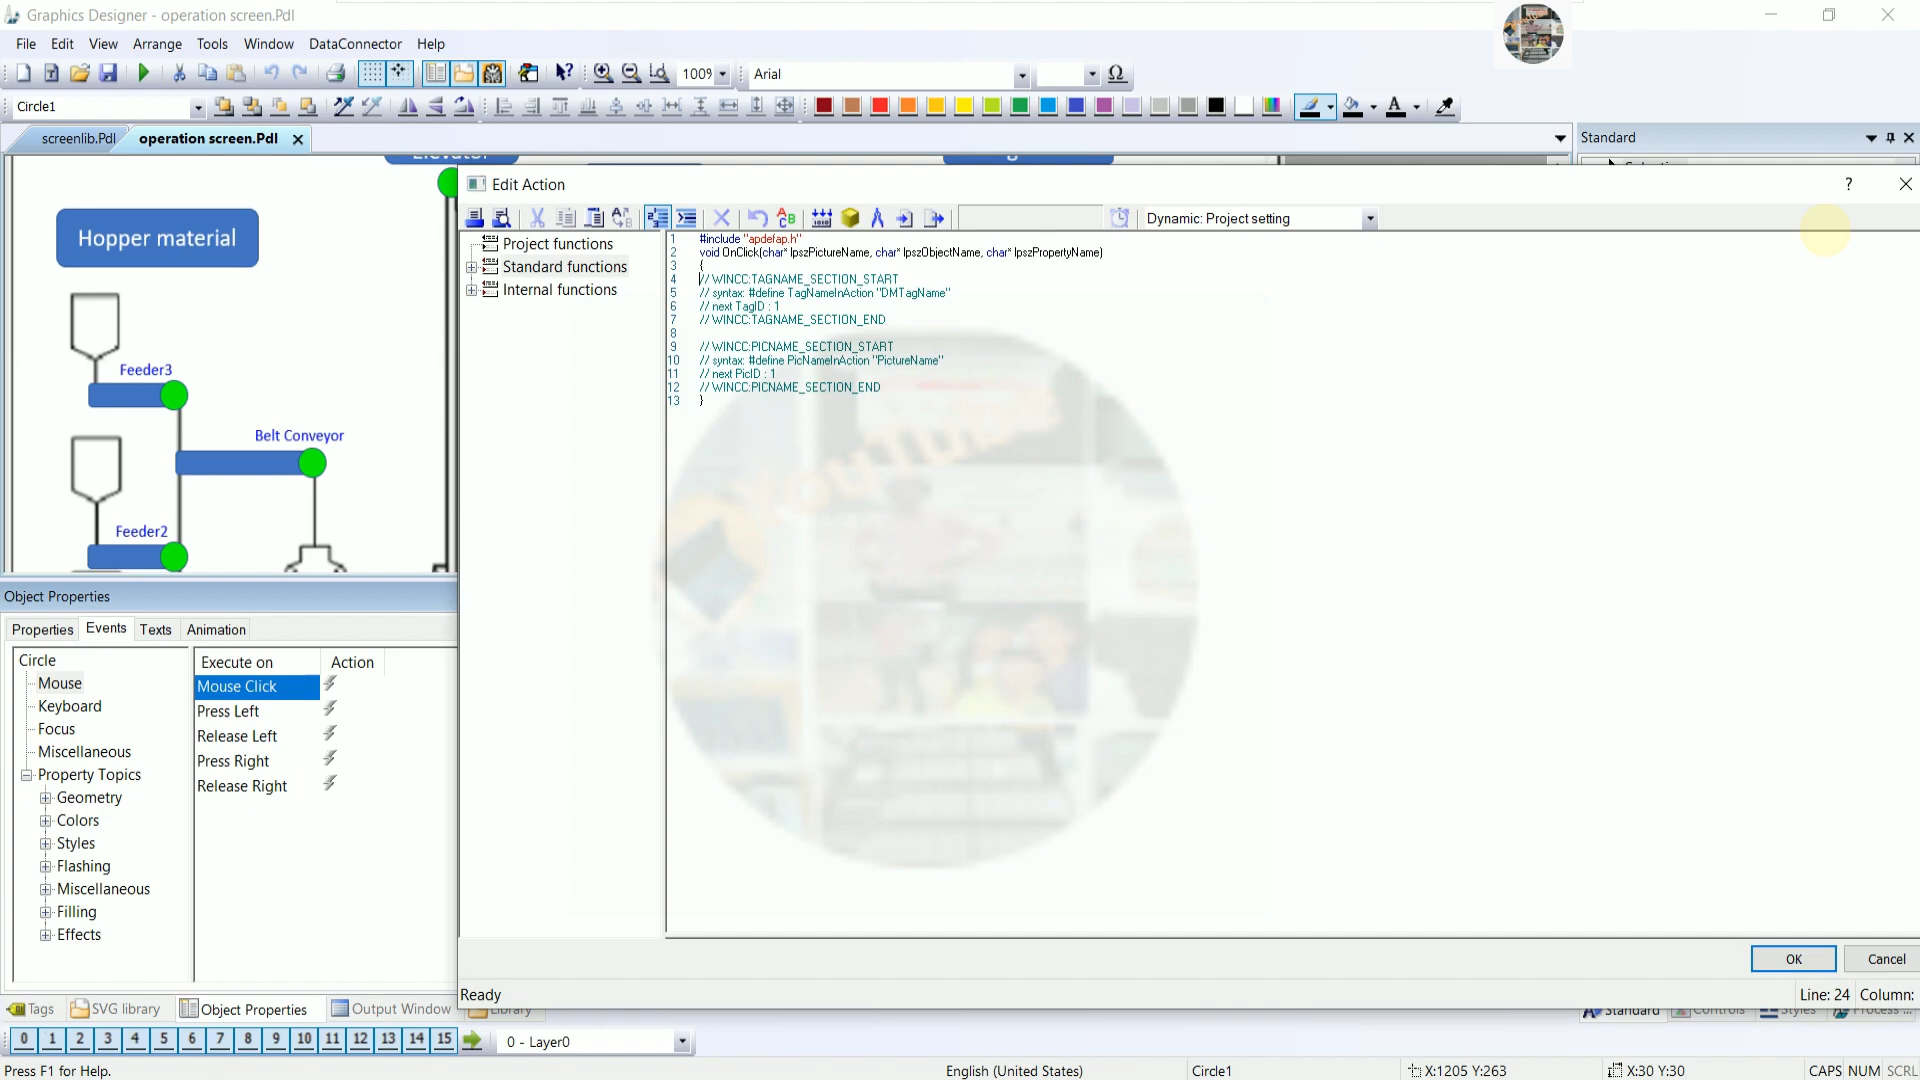 Graphics Designer - operation screen.Pdl
File Edit View Arrange Tools Window DataConnector Help
100%
Arial
Circle1
screenlib.Pdl
operation screen.Pdl
Standard
Hopper material
Feeder3
Belt Conveyor
Feeder2
Edit Action
Dynamic: Project setting
Project functions
Standard functions
Internal functions
1 #include "apdefap.h"
2 void OnClick(char* lpszPictureName, char* lpszObjectName, char* lpszPropertyName)
3 {
4 // WINCC:TAGNAME_SECTION_START
5 // syntax: #define TagNameInAction "DMTagName"
6 // next TagID : 1
7 // WINCC:TAGNAME_SECTION_END
8
9 // WINCC:PICNAME_SECTION_START
10 // syntax: #define PicNameInAction "PictureName"
11 // next PicID : 1
12 // WINCC:PICNAME_SECTION_END
13 }
Object Properties
Properties Events Texts Animation
Circle
Mouse
Keyboard
Focus
Miscellaneous
Property Topics
Geometry
Colors
Styles
Flashing
Miscellaneous
Filling
Effects
Execute on Action
Mouse Click
Press Left
Release Left
Press Right
Release Right
OK Cancel
Ready
Line: 24 Column:
Tags SVG library Object Properties Output Window Library
Standard Controls Styles Process ...
0 1 2 3 4 5 6 7 8 9 10 11 12 13 14 15
0 - Layer0
Press F1 for Help.
English (United States)
Circle1
X:1205 Y:263
X:30 Y:30
CAPS NUM SCRL